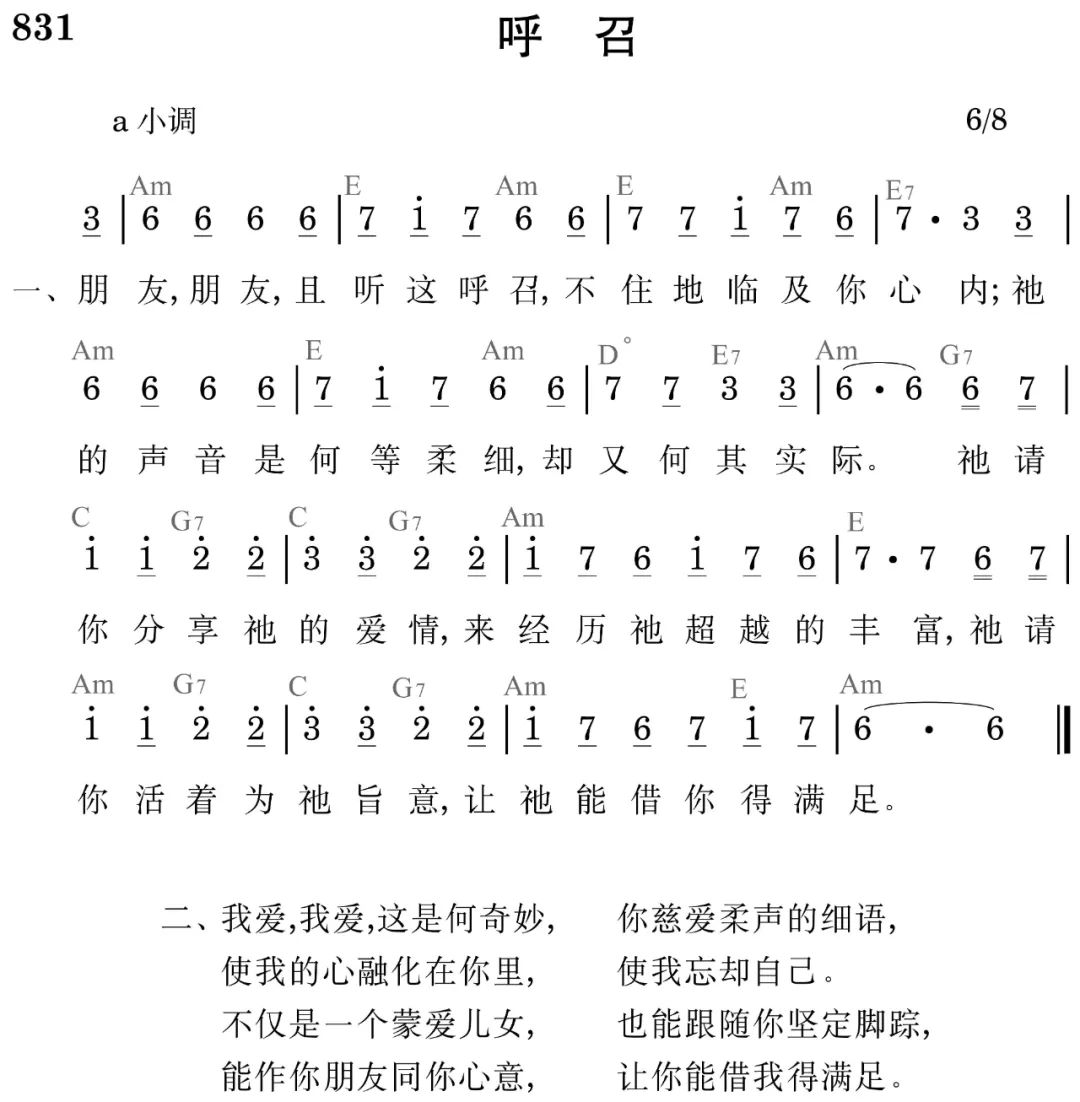 831
呼 召
a 小调 6/8
Am E Am E Am E7
3 | 6 6 6 6 | 7 i 7 6 6 | 7 7 i 7 6 | 7 · 3 3 |
一、朋 友,朋 友,且 听 这 呼 召,不 住 地 临 及 你 心 内;祂
Am E Am D° E7 Am G7
6 6 6 6 | 7 i 7 6 6 | 7 7 3 3 | 6 · 6 6 7 |
的 声 音 是 何 等 柔 细,却 又 何 其 实 际。 祂 请
C G7 C G7 Am E
i i 2̇ 2̇ | 3̇ 3̇ 2̇ 2̇ | i 7 6 i 7 6 | 7 · 7 6 7 |
你 分 享 祂 的 爱 情,来 经 历 祂 超 越 的 丰 富,祂 请
Am G7 C G7 Am E Am
i i 2̇ 2̇ | 3̇ 3̇ 2̇ 2̇ | i 7 6 7 i 7 | 6 · 6 ‖
你 活 着 为 祂 旨 意,让 祂 能 借 你 得 满 足。
二、我爱,我爱,这是何奇妙, 你慈爱柔声的细语,
使我的心融化在你里, 使我忘却自己。
不仅是一个蒙爱儿女, 也能跟随你坚定脚踪,
能作你朋友同你心意, 让你能借我得满足。